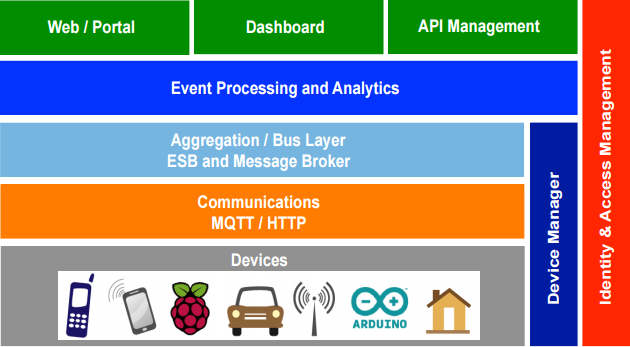 Web / Portal
Dashboard
API Management
Event Processing and Analytics
Aggregation / Bus Layer
ESB and Message Broker
Communications
MQTT / HTTP
Devices
ARDUINO
Device Manager
Identity & Access Management